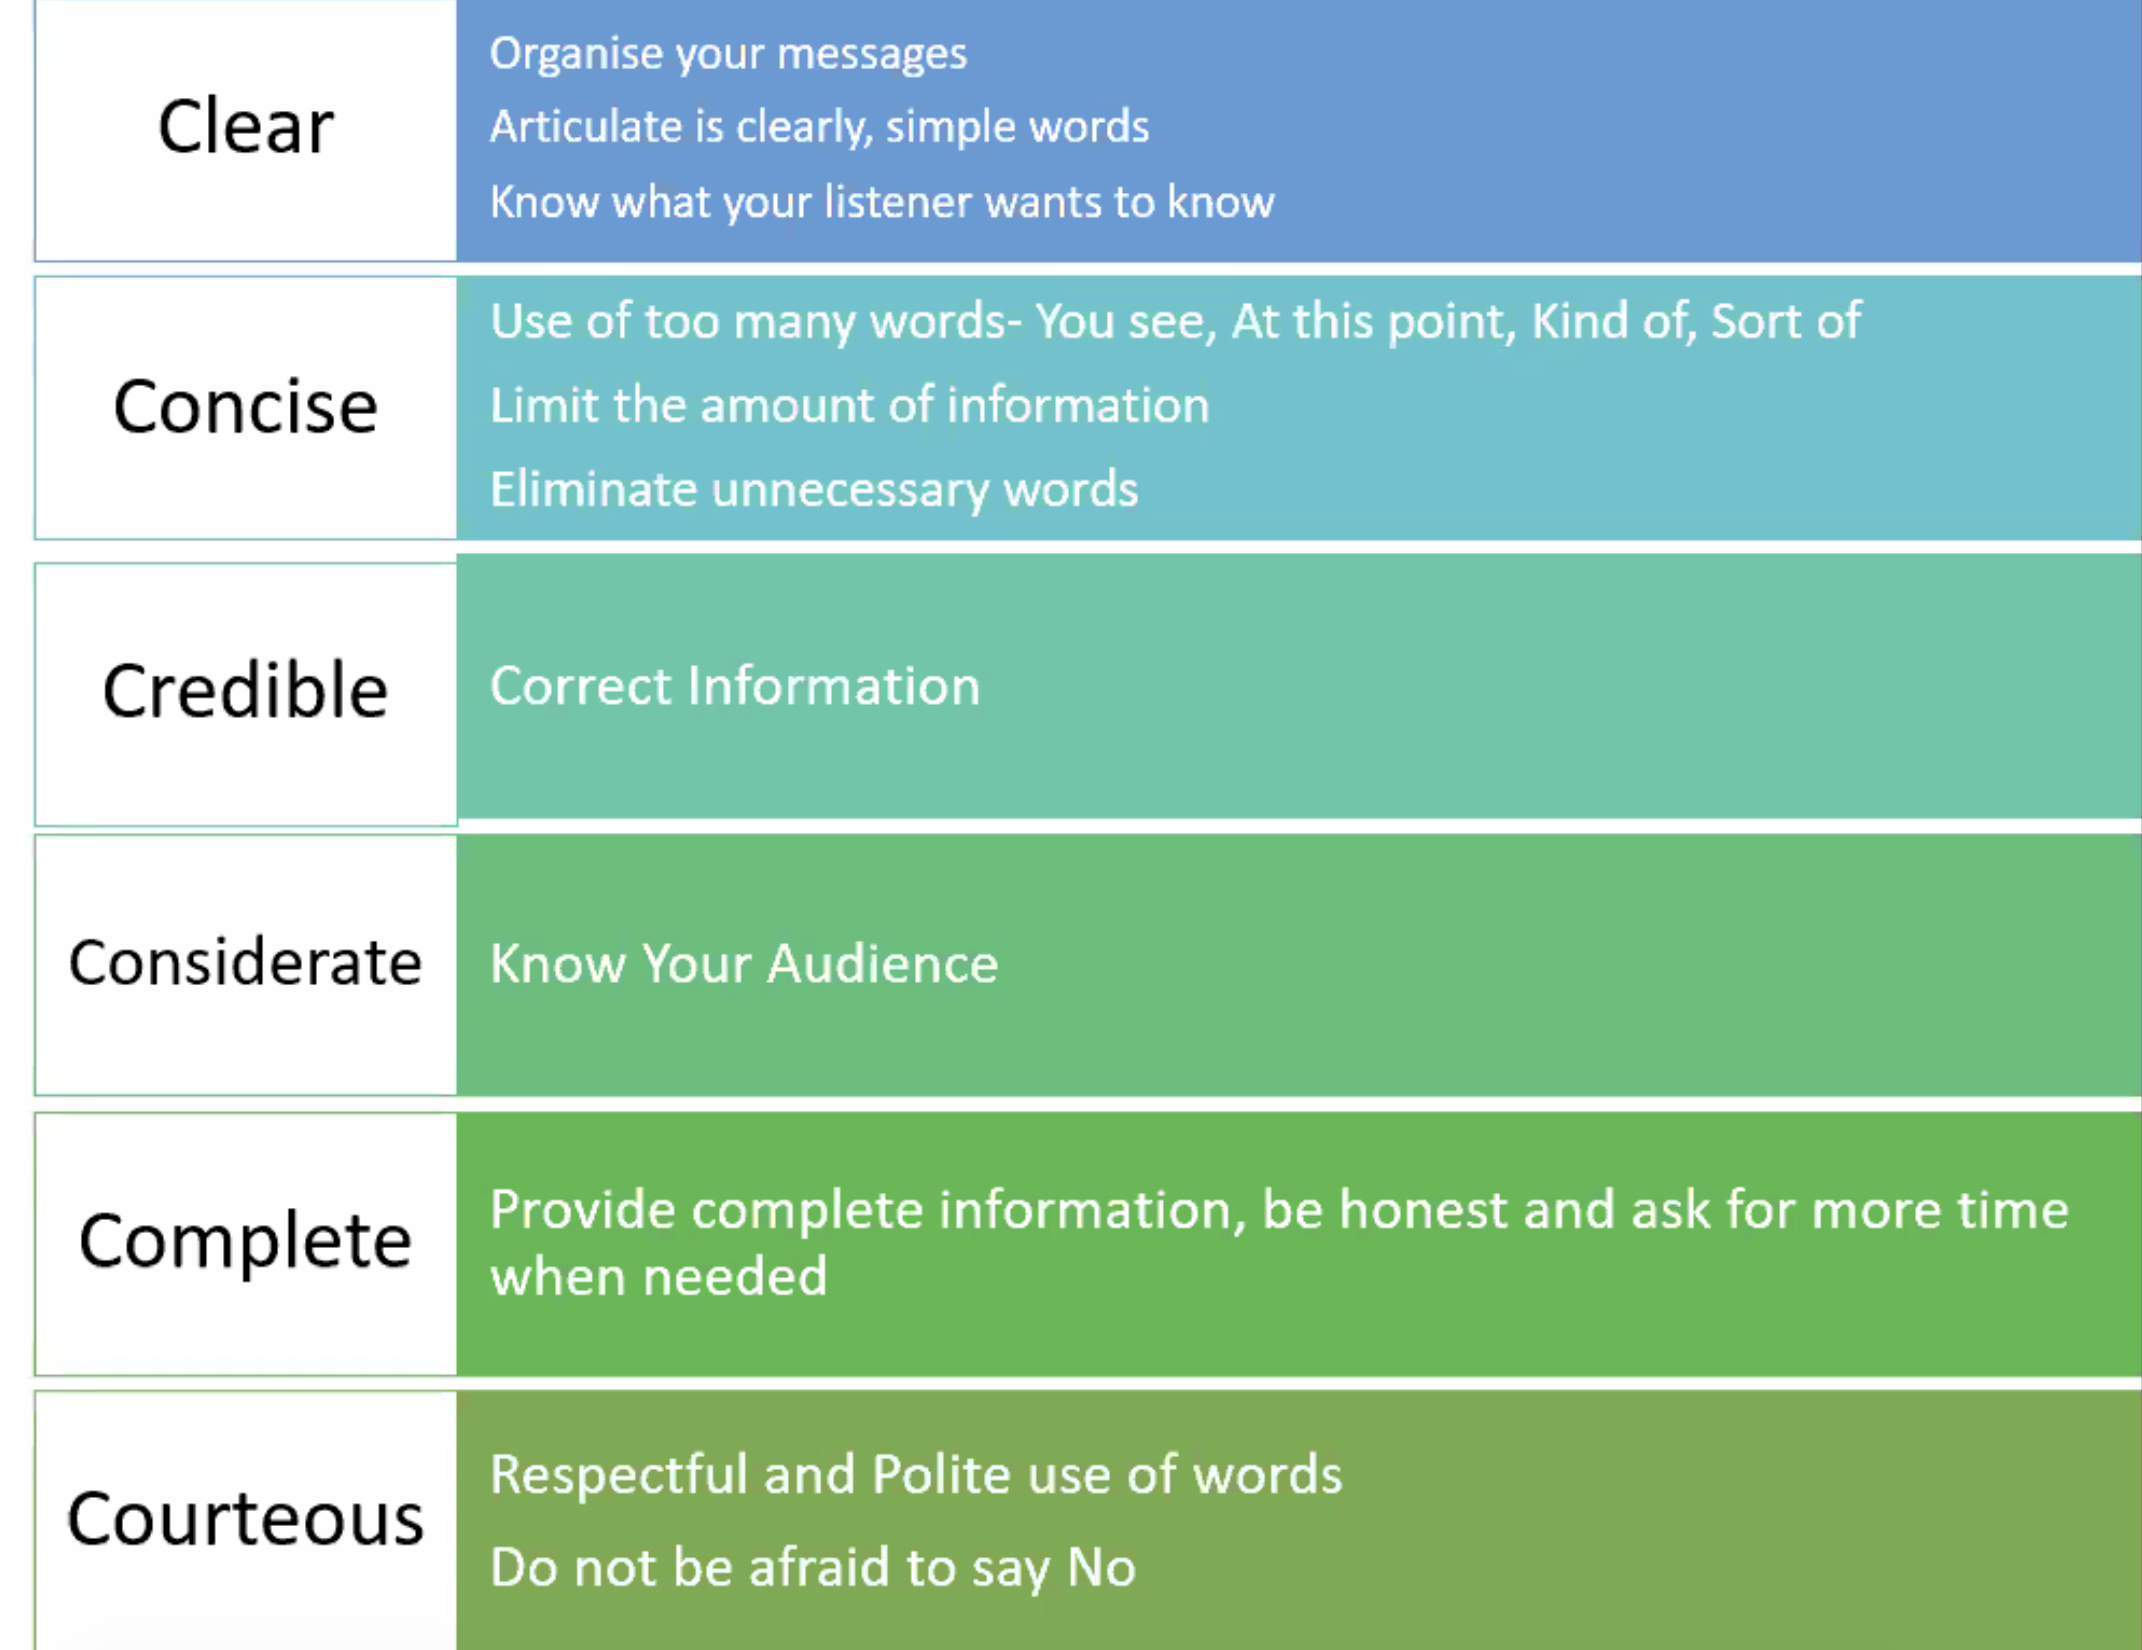 Clear
Organise your messages
Articulate is clearly, simple words
Know what your listener wants to know
Concise
Use of too many words- You see, At this point, Kind of, Sort of
Limit the amount of information
Eliminate unnecessary words
Credible
Correct Information
Considerate
Know Your Audience
Complete
Provide complete information, be honest and ask for more time
when needed
Courteous
Respectful and Polite use of words
Do not be afraid to say No